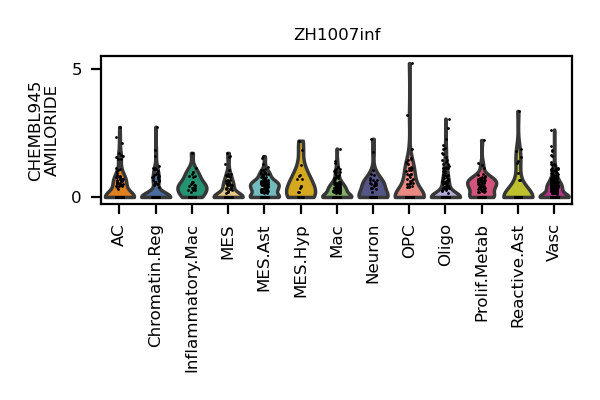 ZH1007inf
CHEMBL945
AMILORIDE
5
0
AC
Chromatin.Reg
Inflammatory.Mac
MES
MES.Ast
MES.Hyp
Mac
Neuron
OPC
Oligo
Prolif.Metab
Reactive.Ast
Vasc